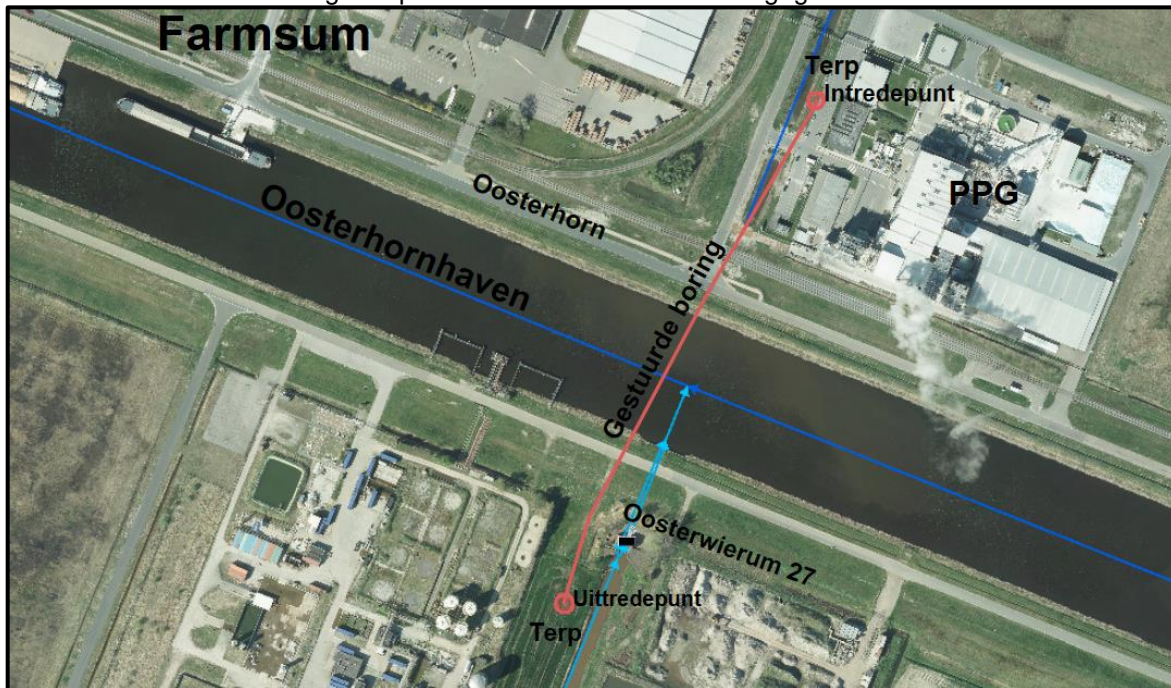 Farmsum
Terp
Intredepunt
PPG
Oosterhorn
Oosterhornhaven
Gestuurde boring
Oosterwierum 27
Uittredepunt
Terp